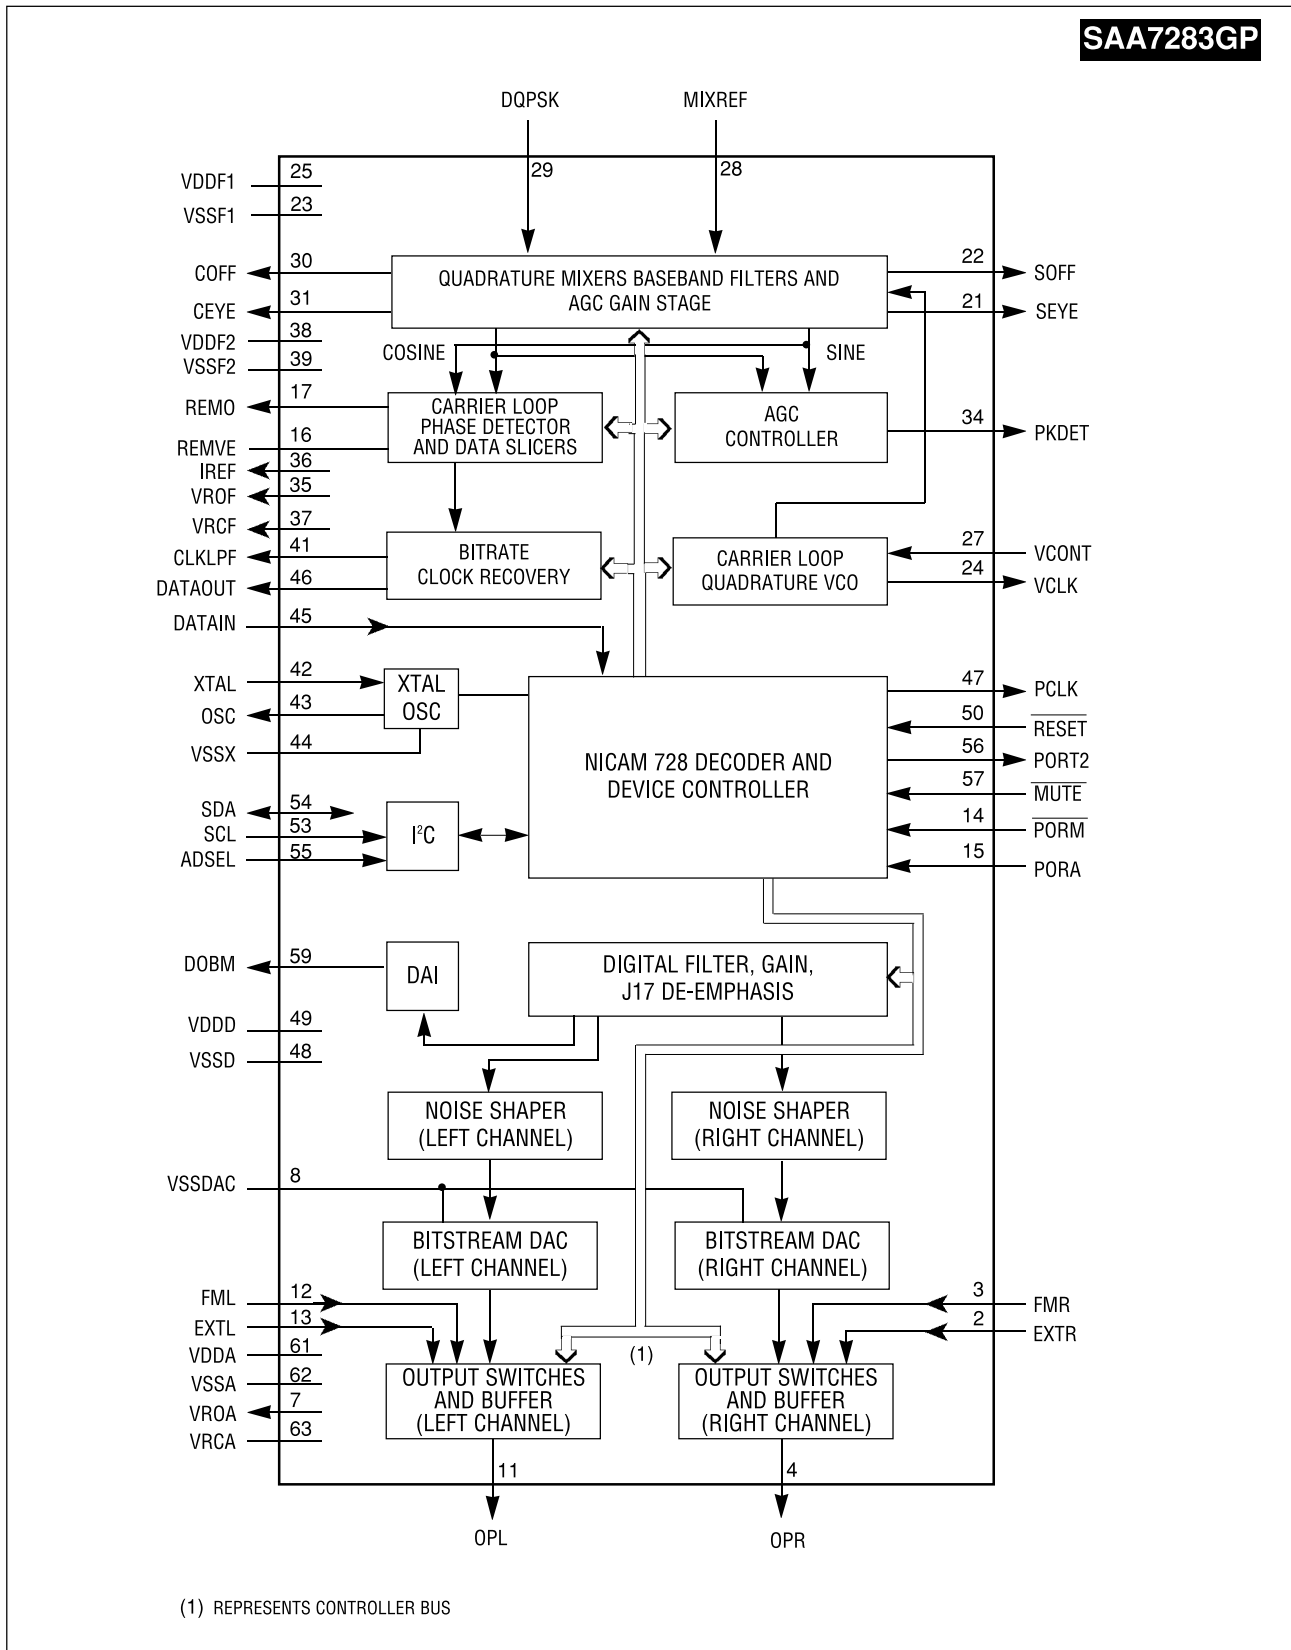 SAA7283GP
DQPSK
MIXREF
29
28
VDDF1
25
VSSF1
23
COFF
30
CEYE
31
VDDF2
38
VSSF2
39
REMO
17
REMVE
16
IREF
36
VROF
35
VRCF
37
CLKLPF
41
DATAOUT
46
DATAIN
45
XTAL
42
OSC
43
VSSX
44
SDA
54
SCL
53
ADSEL
55
DOBM
59
VDDD
49
VSSD
48
VSSDAC
8
FML
12
EXTL
13
VDDA
61
VSSA
62
VROA
7
VRCA
63
QUADRATURE MIXERS BASEBAND FILTERS AND
AGC GAIN STAGE
COSINE
SINE
CARRIER LOOP
PHASE DETECTOR
AND DATA SLICERS
AGC
CONTROLLER
BITRATE
CLOCK RECOVERY
CARRIER LOOP
QUADRATURE VCO
XTAL
OSC
NICAM 728 DECODER AND
DEVICE CONTROLLER
I²C
DAI
DIGITAL FILTER, GAIN,
J17 DE-EMPHASIS
NOISE SHAPER
(LEFT CHANNEL)
NOISE SHAPER
(RIGHT CHANNEL)
BITSTREAM DAC
(LEFT CHANNEL)
BITSTREAM DAC
(RIGHT CHANNEL)
(1)
OUTPUT SWITCHES
AND BUFFER
(LEFT CHANNEL)
OUTPUT SWITCHES
AND BUFFER
(RIGHT CHANNEL)
22
SOFF
21
SEYE
34
PKDET
27
VCONT
24
VCLK
47
PCLK
50
RESET
56
PORT2
57
MUTE
14
PORM
15
PORA
3
FMR
2
EXTR
11
4
OPL
OPR
(1) REPRESENTS CONTROLLER BUS